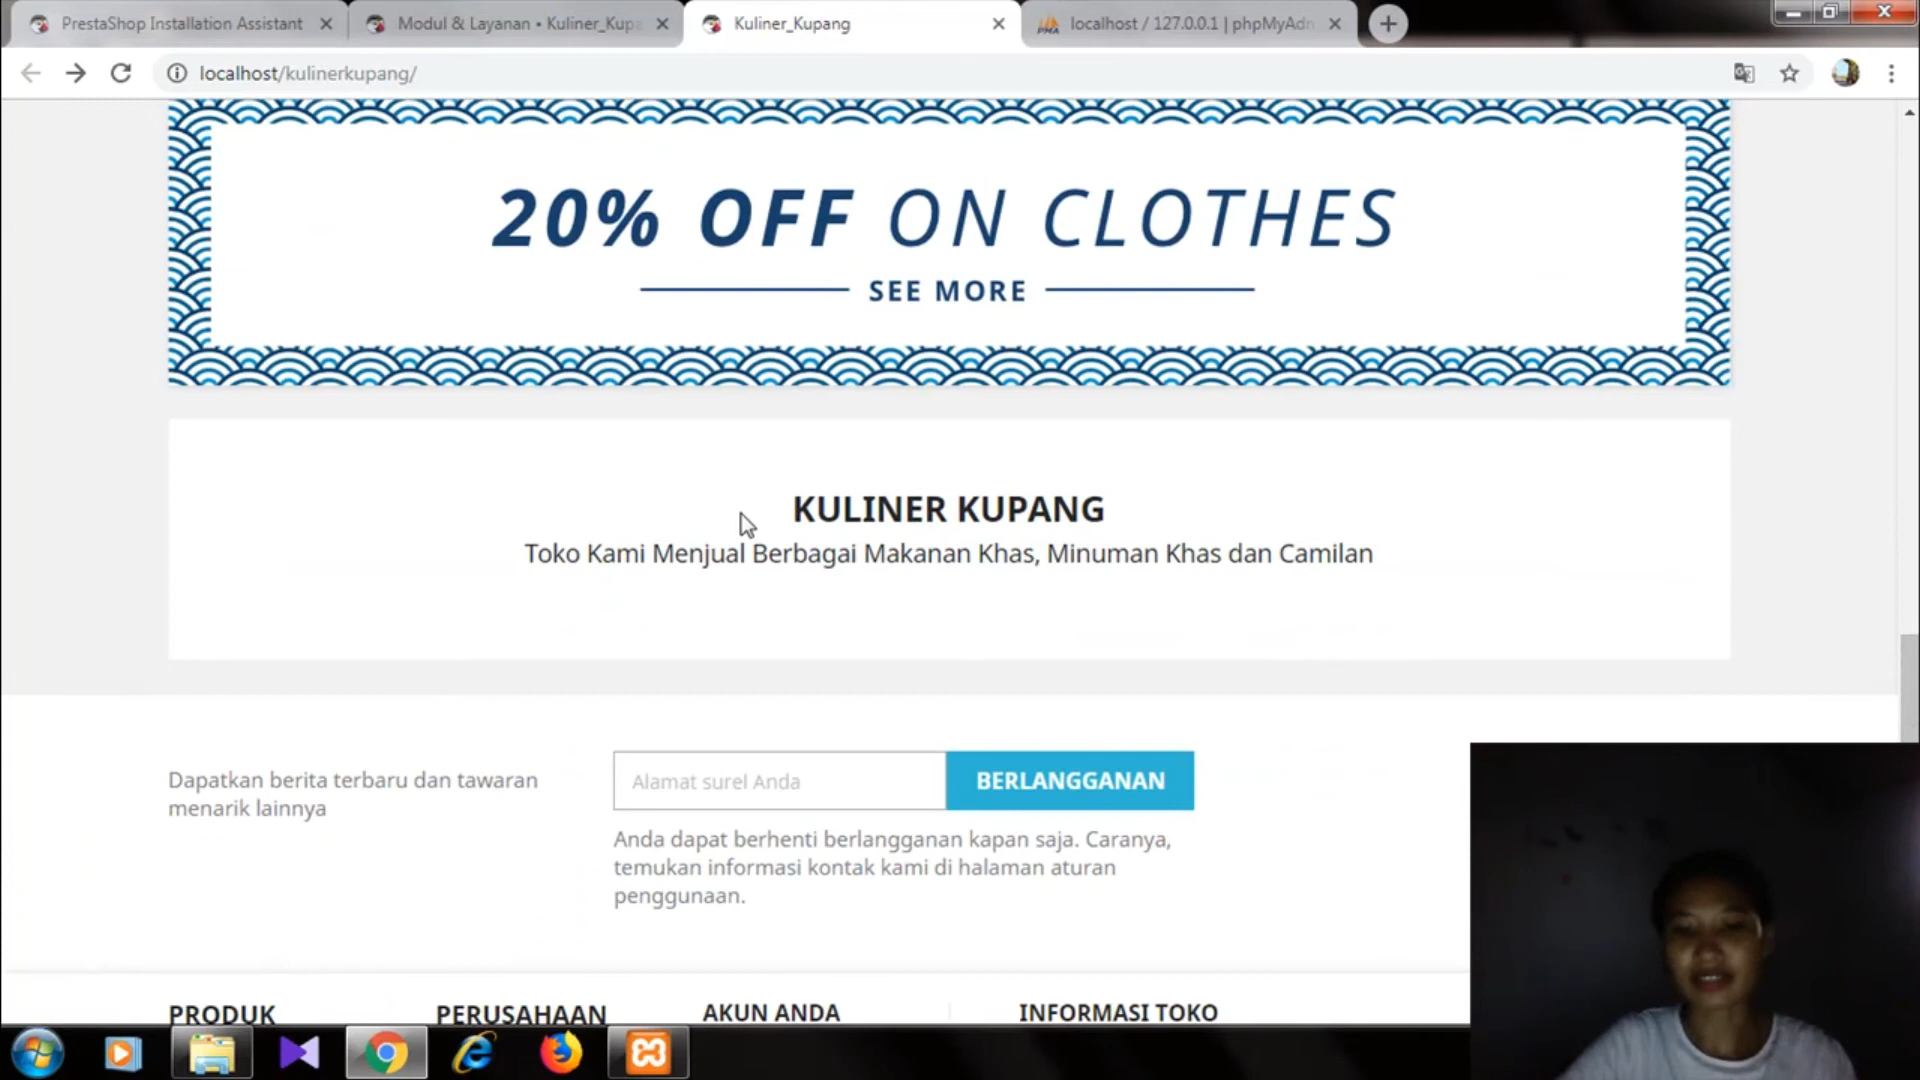 PrestaShop Installation Assistant
Modul & Layanan • Kuliner_Kupa
Kuliner_Kupang
localhost / 127.0.0.1 | phpMyAdn
localhost/kulinerkupang/
20% OFF ON CLOTHES
SEE MORE
KULINER KUPANG
Toko Kami Menjual Berbagai Makanan Khas, Minuman Khas dan Camilan
Dapatkan berita terbaru dan tawaran
menarik lainnya
Alamat surel Anda
BERLANGGANAN
Anda dapat berhenti berlangganan kapan saja. Caranya,
temukan informasi kontak kami di halaman aturan
penggunaan.
PRODUK
PERUSAHAAN
AKUN ANDA
INFORMASI TOKO